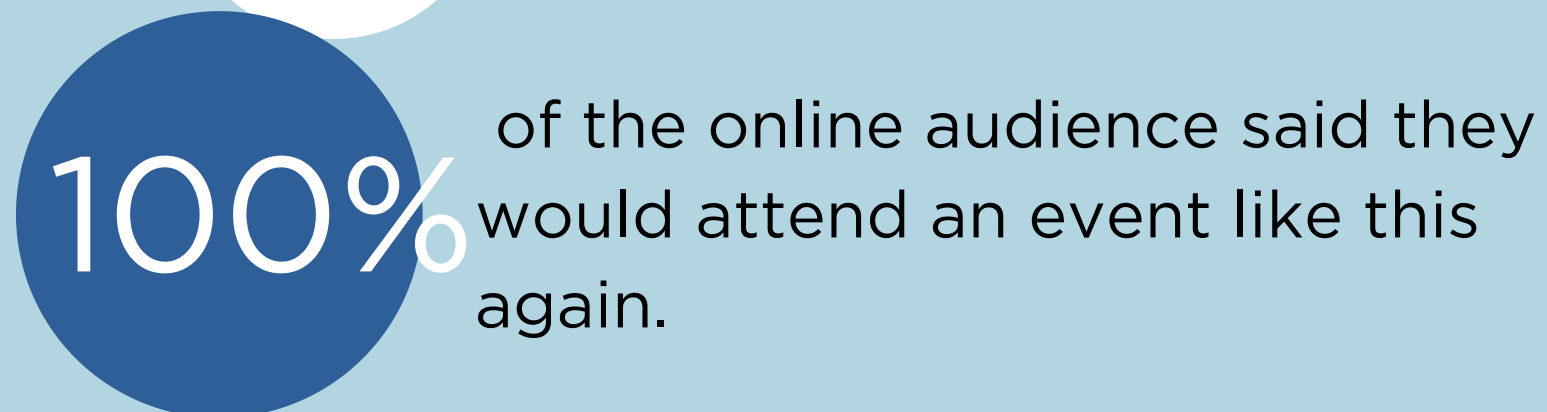 100%
of the online audience said they
would attend an event like this
again.